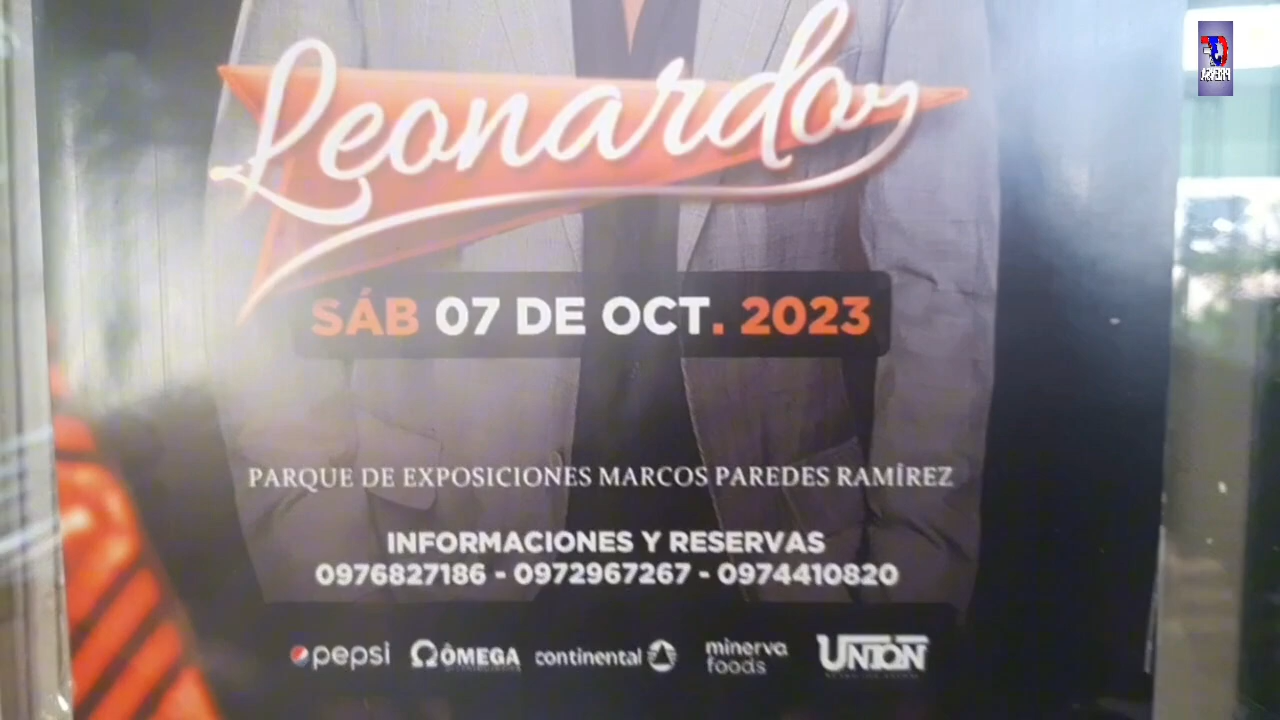 Leonardo
SÁB 07 DE OCT. 2023
PARQUE DE EXPOSICIONES MARCOS PAREDES RAMÍREZ
INFORMACIONES Y RESERVAS
0976827186 - 0972967267 - 0974410820
pepsi ÔMEGA continental minerva foods UNION